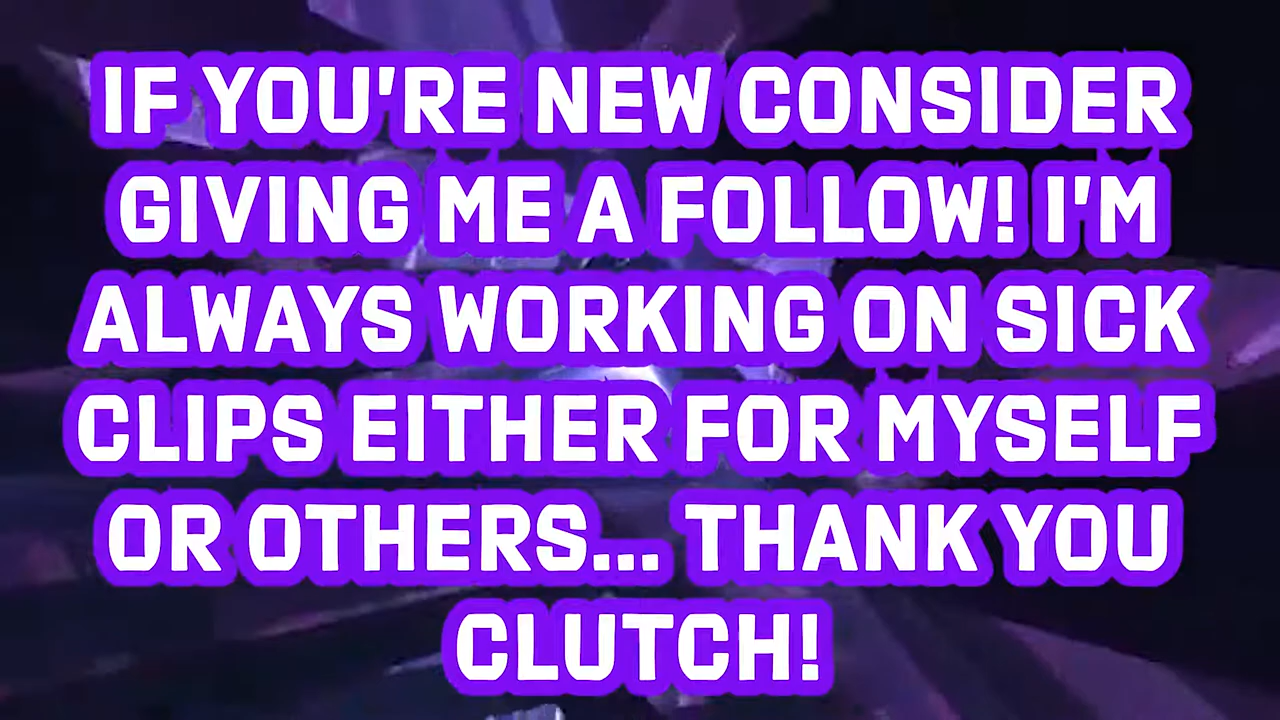 IF YOU'RE NEW CONSIDER
GIVING ME A FOLLOW! I'M
ALWAYS WORKING ON SICK
CLIPS EITHER FOR MYSELF
OR OTHERS... THANK YOU
CLUTCH!